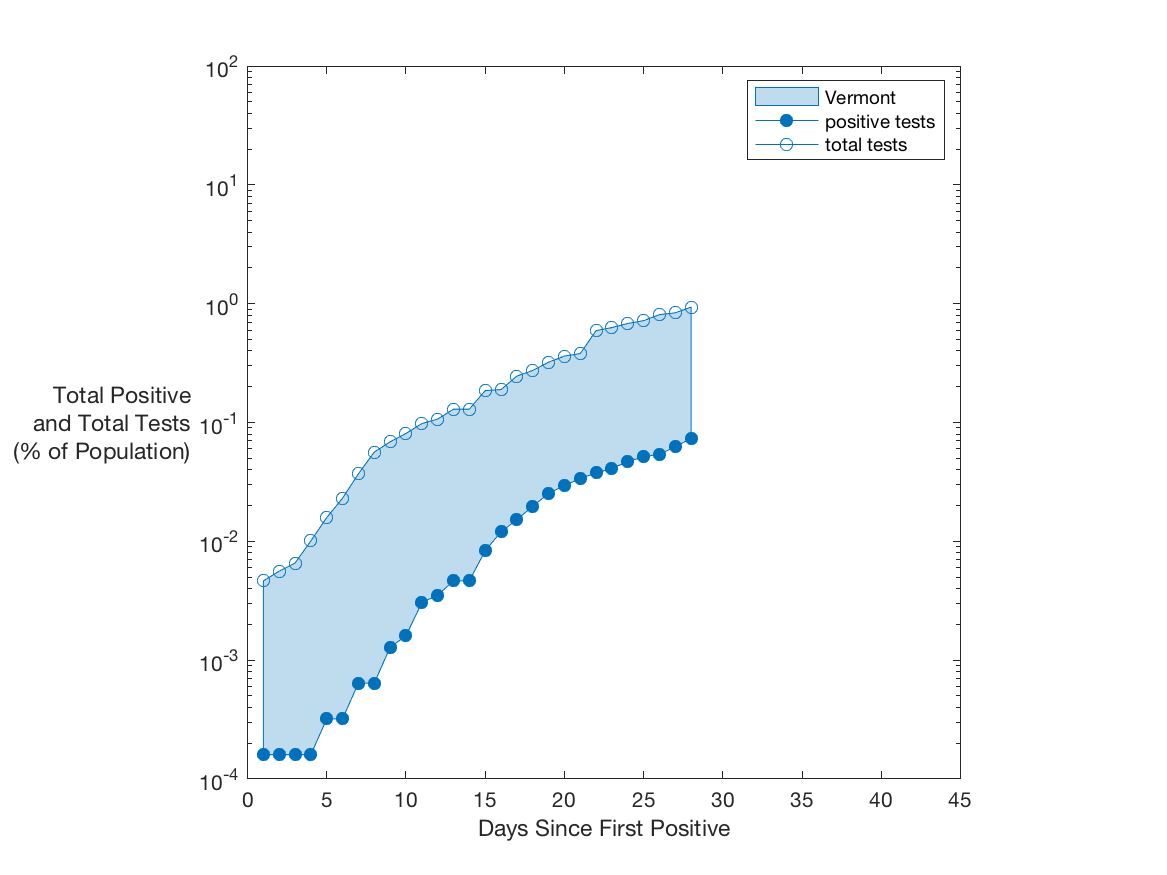 10^2
10^1
10^0
10^-1
10^-2
10^-3
10^-4
Total Positive
and Total Tests
(% of Population)
Vermont
positive tests
total tests
0 5 10 15 20 25 30 35 40 45
Days Since First Positive